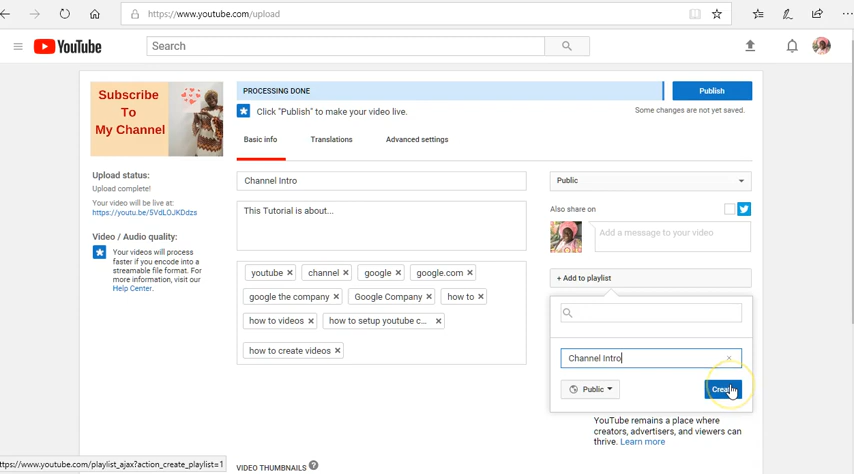 https://www.youtube.com/upload
YouTube
Search
Subscribe
To
My Channel
PROCESSING DONE
Publish
Click "Publish" to make your video live.
Some changes are not yet saved.
Basic info
Translations
Advanced settings
Upload status:
Upload complete!
Your video will be live at:
https://youtu.be/5VdLOJKDdzs
Video / Audio quality:
Your videos will process
faster if you encode into a
streamable file format. For
more information, visit our
Help Center.
Channel Intro
This Tutorial is about...
youtube × channel × google × google.com ×
google the company × Google Company × how to ×
how to videos × how to setup youtube c... ×
how to create videos ×
Public
Also share on
Add a message to your video
+ Add to playlist
Channel Intro ×
Public
Create
YouTube remains a place where
creators, advertisers, and viewers can
thrive. Learn more
VIDEO THUMBNAILS ?
ttps://www.youtube.com/playlist_ajax?action_create_playlist=1